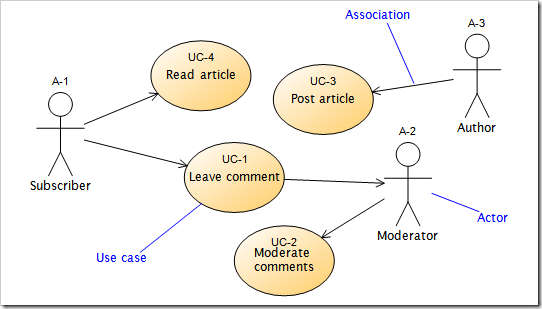 Association
A-3
UC-4
Read article
A-1
UC-3
Post article
Author
A-2
UC-1
Leave comment
Subscriber
Actor
Moderator
UC-2
Moderate
comments
Use case